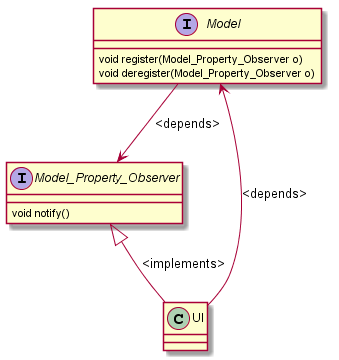 I Model
void register(Model_Property_Observer o)
void deregister(Model_Property_Observer o)
<depends>
I Model_Property_Observer
<depends>
void notify()
<implements>
C UI